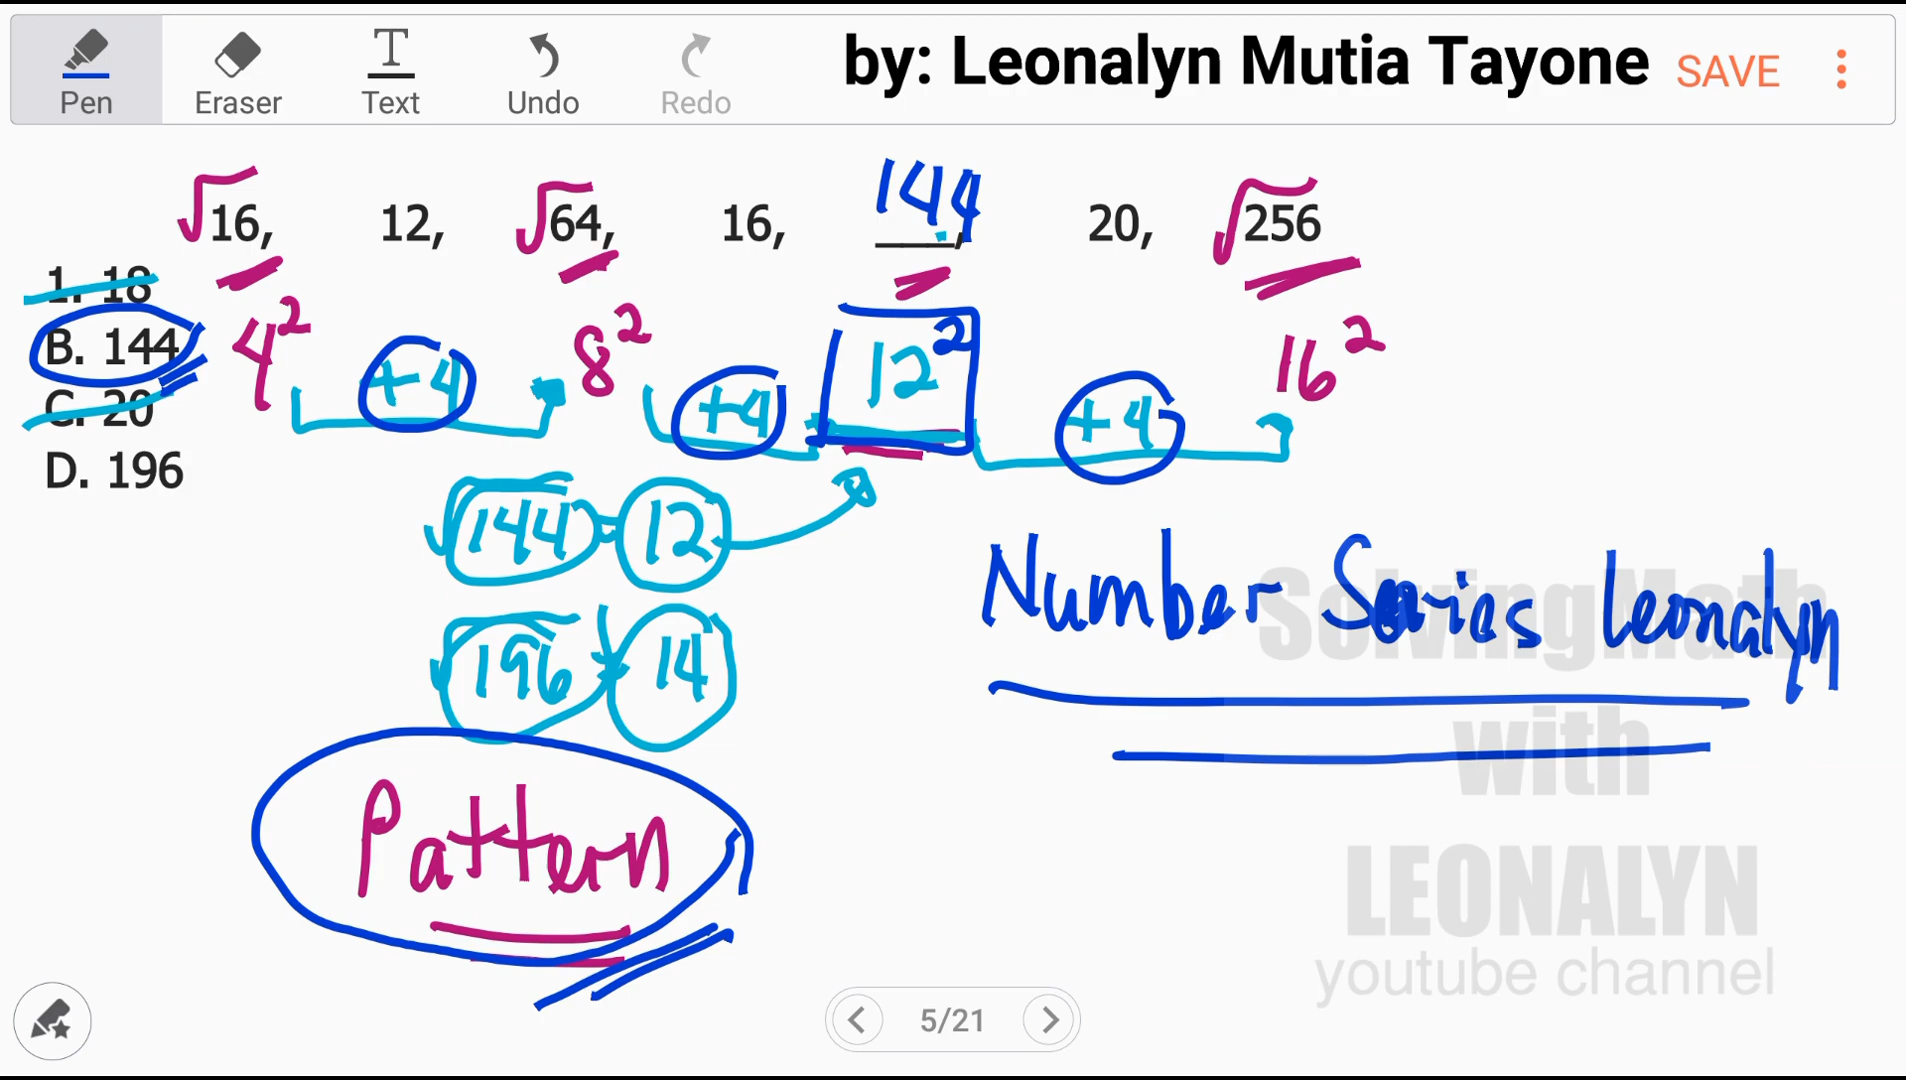 Pen Eraser Text Undo Redo by: Leonalyn Mutia Tayone SAVE
144
√16, 12, √64, 16, ___, 20, √256
1. 18
B. 144
C. 20
D. 196
4² +4 8² +4 12² +4 16²
√144 = 12
√196 ≠ 14
Number Series Leonalyn
SolvingMath
with
LEONALYN
youtube channel
Pattern
5/21